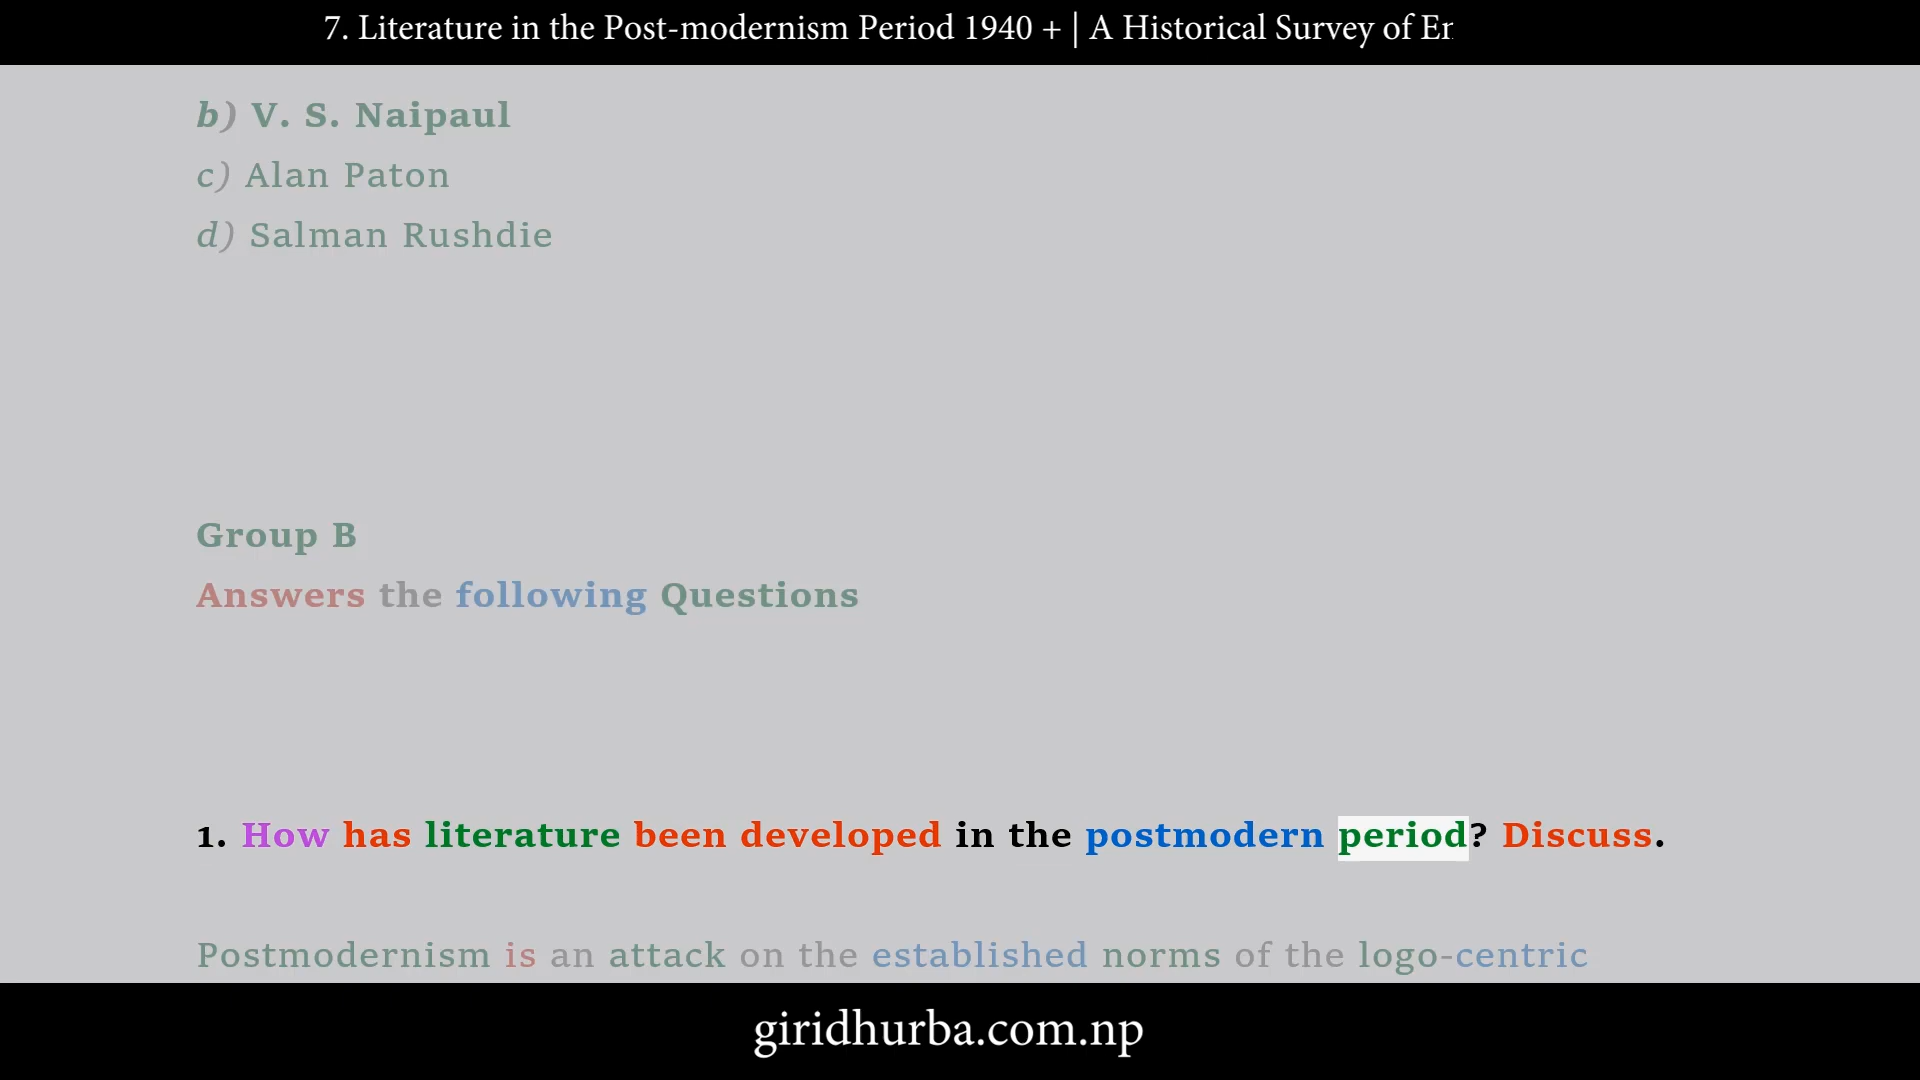 7. Literature in the Post-modernism Period 1940 + | A Historical Survey of
b) V. S. Naipaul
c) Alan Paton
d) Salman Rushdie
Group B
Answers the following Questions
1. How has literature been developed in the postmodern period? Discuss.
Postmodernism is an attack on the established norms of the logo-centric
giridhurba.com.np